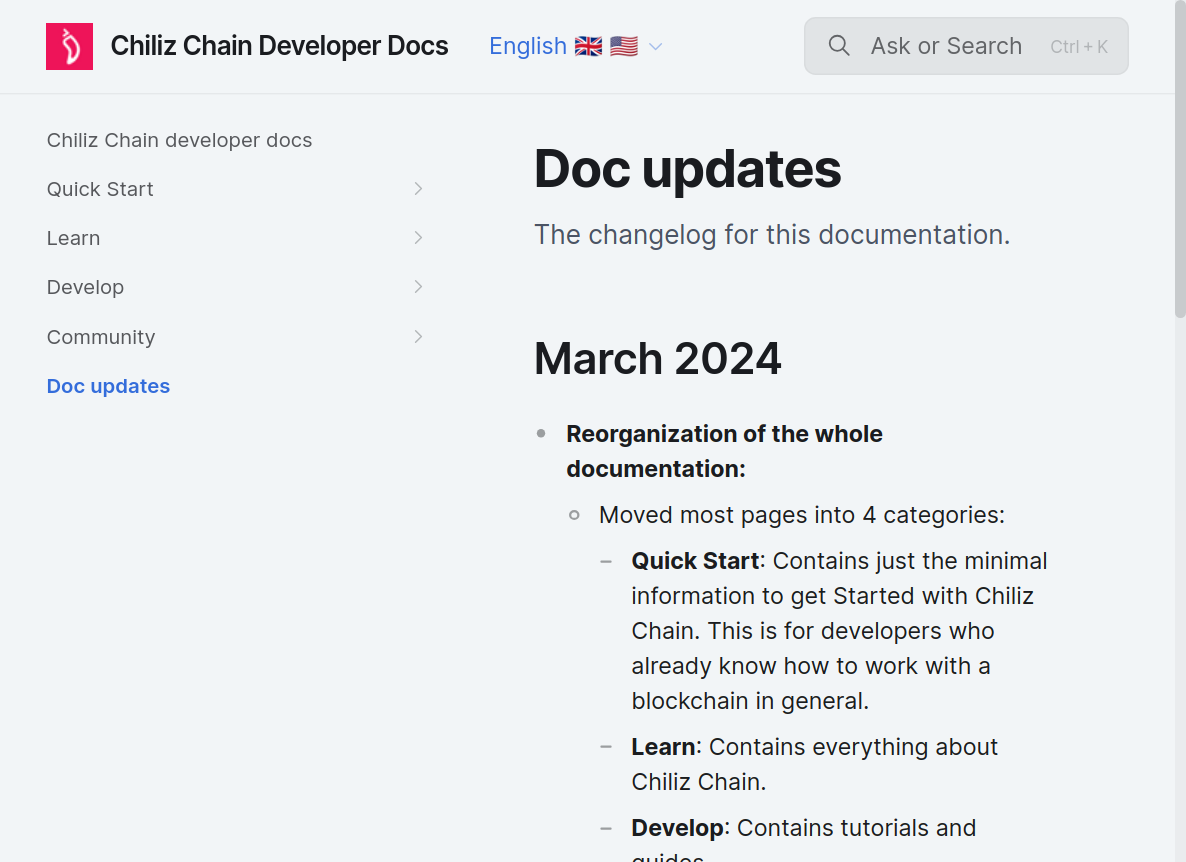 Chiliz Chain Developer Docs
English 🇬🇧 🇺🇸
Ask or Search Ctrl + K
Chiliz Chain developer docs
Quick Start
Learn
Develop
Community
Doc updates
Doc updates
The changelog for this documentation.
March 2024
Reorganization of the whole
documentation:
Moved most pages into 4 categories:
Quick Start: Contains just the minimal
information to get Started with Chiliz
Chain. This is for developers who
already know how to work with a
blockchain in general.
Learn: Contains everything about
Chiliz Chain.
Develop: Contains tutorials and
guides.